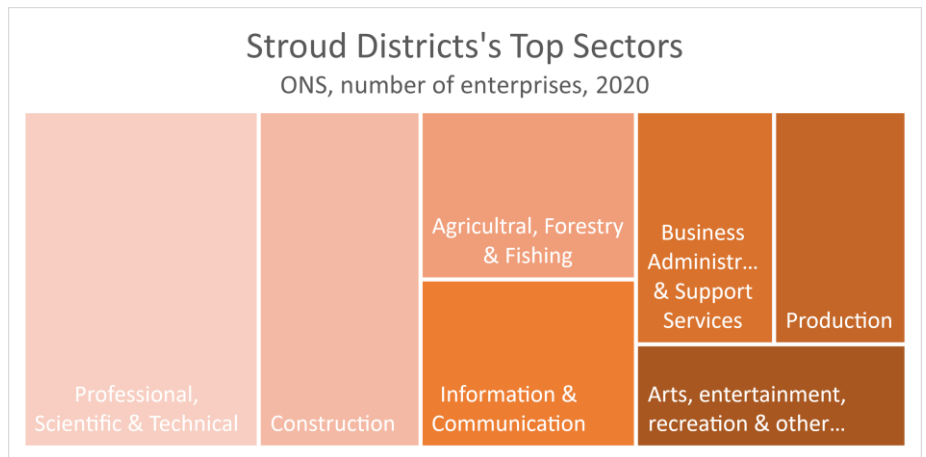 Stroud Districts's Top Sectors
ONS, number of enterprises, 2020
Professional,
Scientific & Technical
Construction
Agricultral, Forestry
& Fishing
Information &
Communication
Business
Administr...
& Support
Services
Production
Arts, entertainment,
recreation & other...